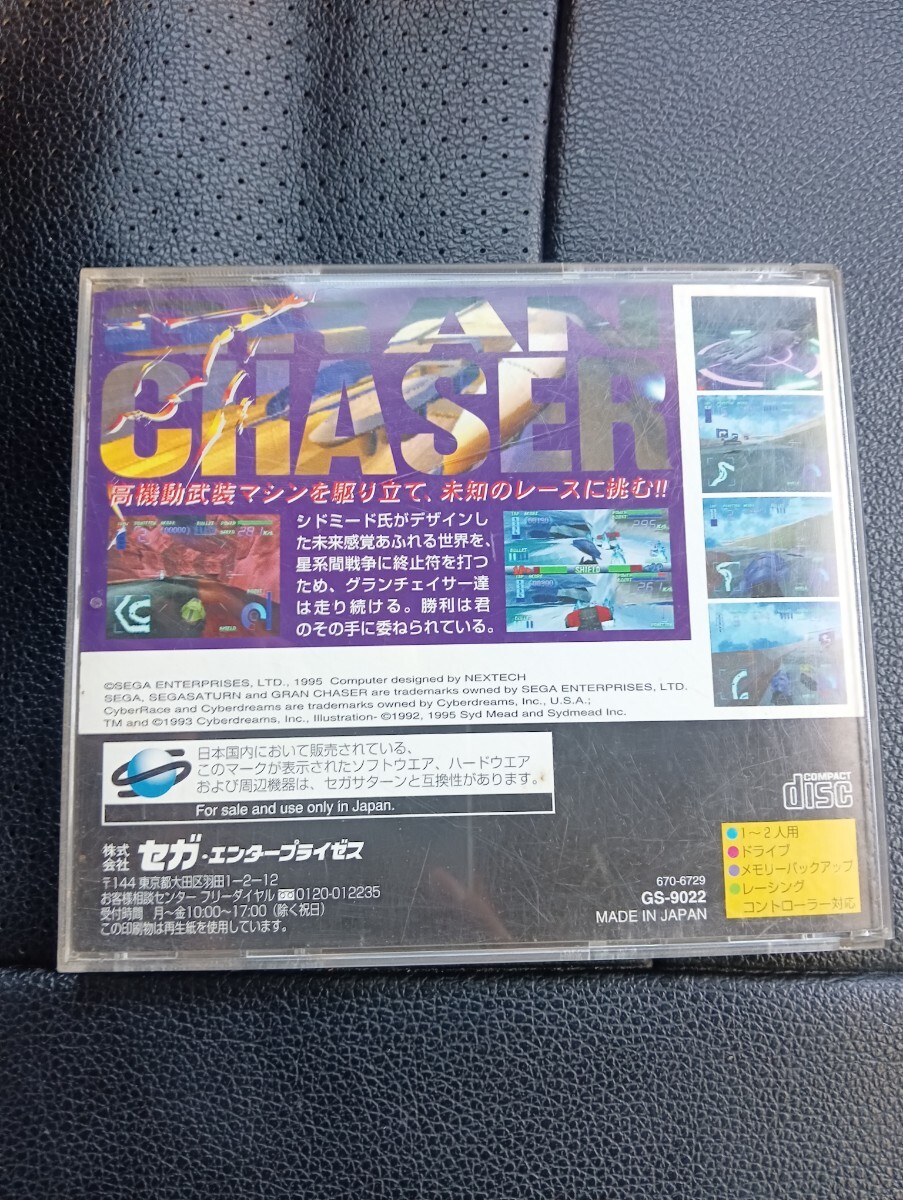 GRAN
CHASER
高機動武装マシンを駆り立て、未知のレースに挑む!!
シドミード氏がデザインし
た未来感覚あふれる世界を、
星系間戦争に終止符を打つ
ため、グランチェイサー達
は走り続ける。勝利は君
のその手に委ねられている。
SHIELD
©SEGA ENTERPRISES, LTD., 1995 Computer designed by NEXTECH
SEGA, SEGASATURN and GRAN CHASER are trademarks owned by SEGA ENTERPRISES, LTD.
CyberRace and Cyberdreams are trademarks owned by Cyberdreams, Inc., U.S.A.;
TM and ©1993 Cyberdreams, Inc., Illustration- ©1992, 1995 Syd Mead and Sydmead Inc.
日本国内において販売されている、
このマークが表示されたソフトウエア、ハードウエア
および周辺機器は、セガサターンと互換性があります。
For sale and use only in Japan.
COMPACT
disc
株式会社 セガ・エンタープライゼス
〒144 東京都大田区羽田1-2-12
お客様相談センター フリーダイヤル 0120-012235
受付時間 月〜金10:00〜17:00（除く祝日）
この印刷物は再生紙を使用しています。
670-6729
GS-9022
MADE IN JAPAN
1〜2人用
ドライブ
メモリーバックアップ
レーシング
コントローラー対応